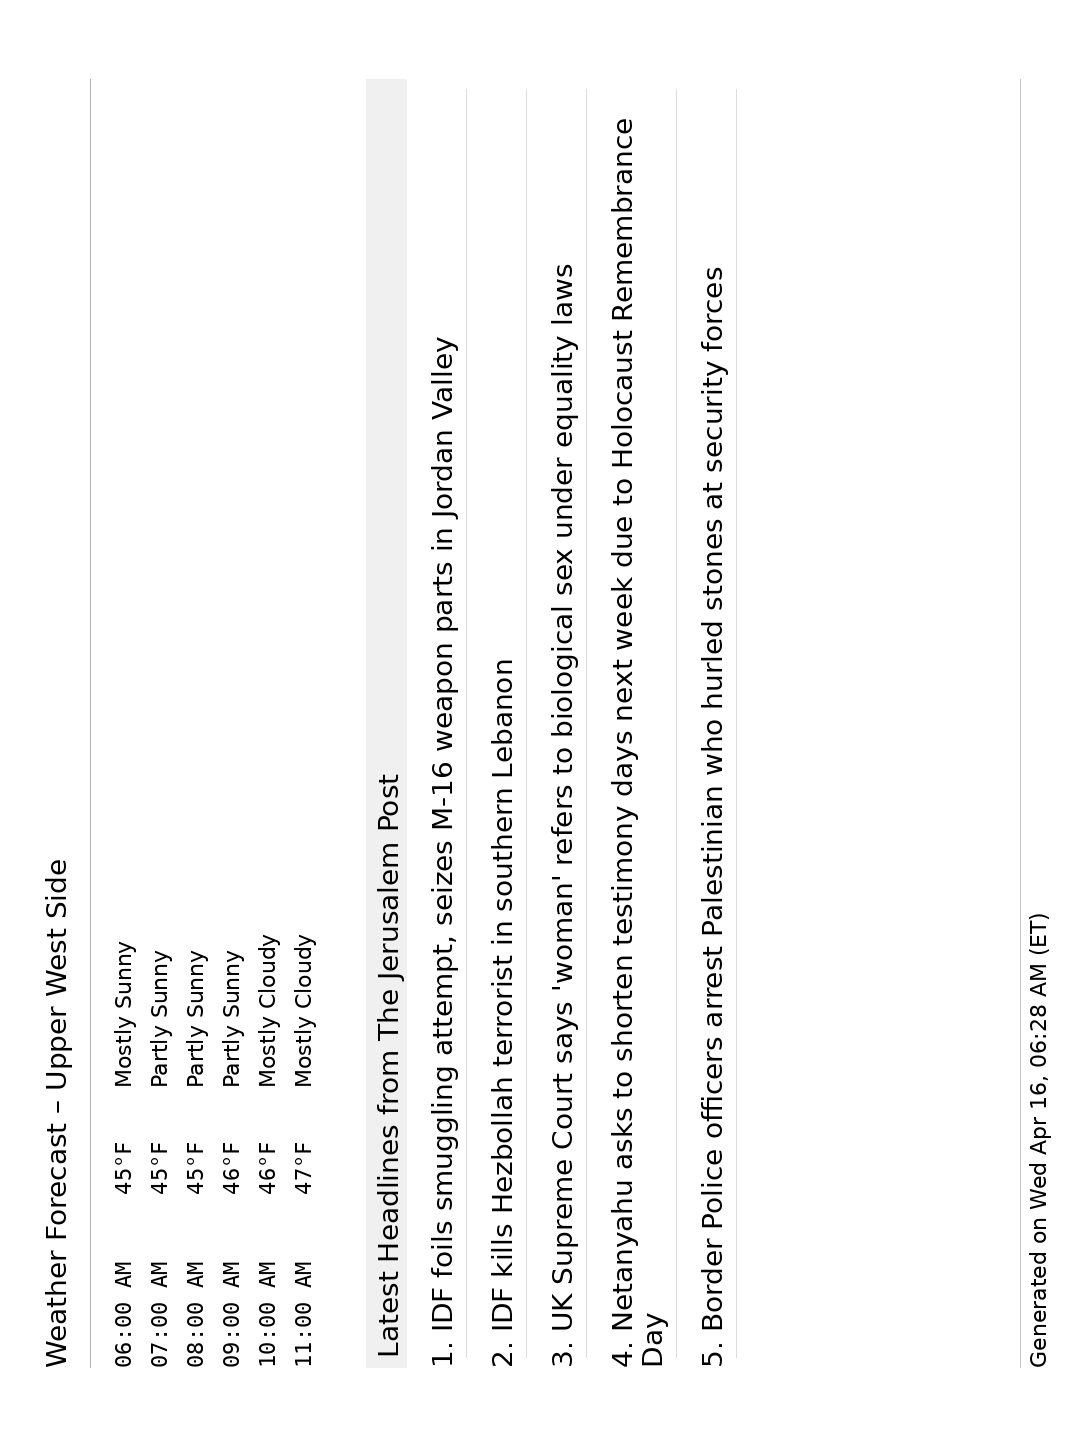 Weather Forecast – Upper West Side
06:00 AM 45°F Mostly Sunny
07:00 AM 45°F Partly Sunny
08:00 AM 45°F Partly Sunny
09:00 AM 46°F Partly Sunny
10:00 AM 46°F Mostly Cloudy
11:00 AM 47°F Mostly Cloudy
Latest Headlines from The Jerusalem Post
1. IDF foils smuggling attempt, seizes M-16 weapon parts in Jordan Valley
2. IDF kills Hezbollah terrorist in southern Lebanon
3. UK Supreme Court says 'woman' refers to biological sex under equality laws
4. Netanyahu asks to shorten testimony days next week due to Holocaust Remembrance
Day
5. Border Police officers arrest Palestinian who hurled stones at security forces
Generated on Wed Apr 16, 06:28 AM (ET)